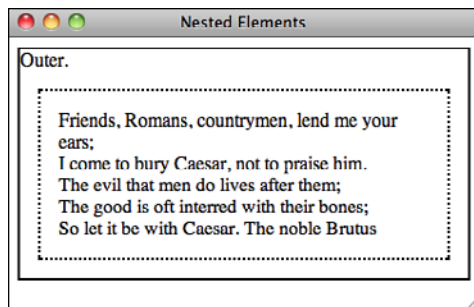 Nested Elements
Outer.
Friends, Romans, countrymen, lend me your
ears;
I come to bury Caesar, not to praise him.
The evil that men do lives after them;
The good is oft interred with their bones;
So let it be with Caesar. The noble Brutus